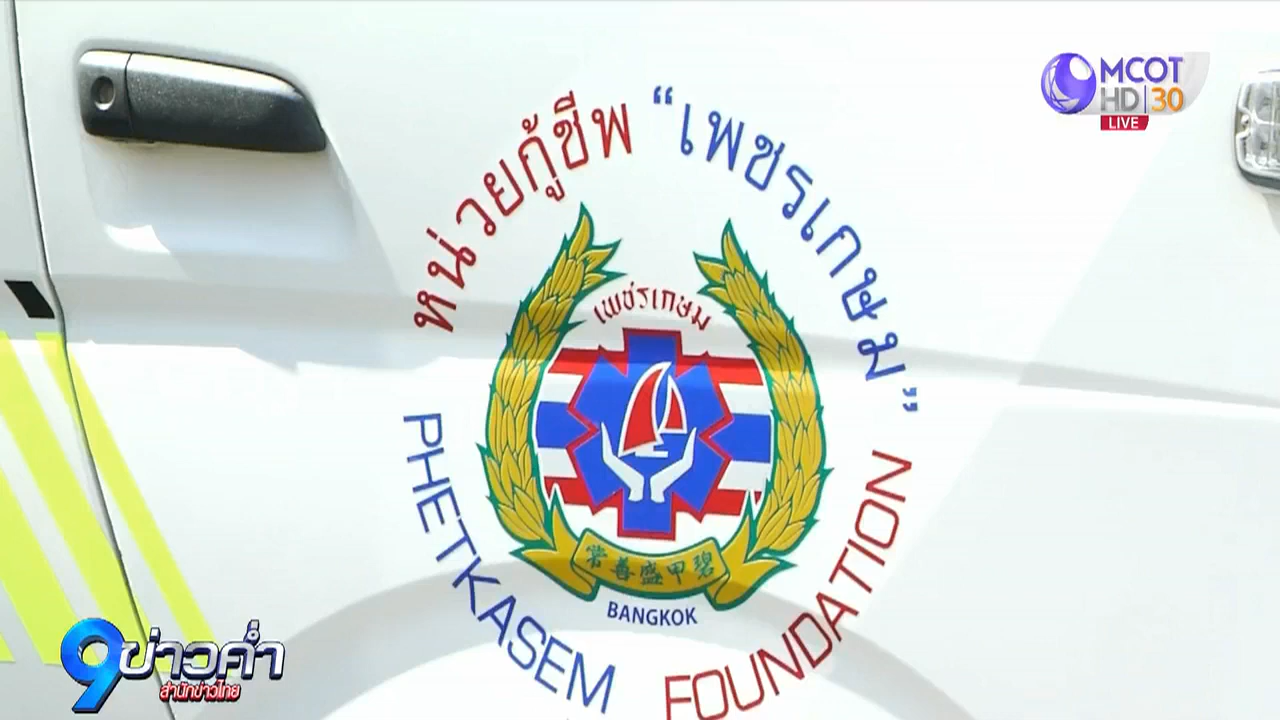 MCOT
HD 30
LIVE
หน่วยกู้ชีพ "เพชรเกษม"
เพชรเกษม
碧甲盛善堂
BANGKOK
PHETKASEM FOUNDATION
9 ข่าวค่ำ
สำนักข่าวไทย